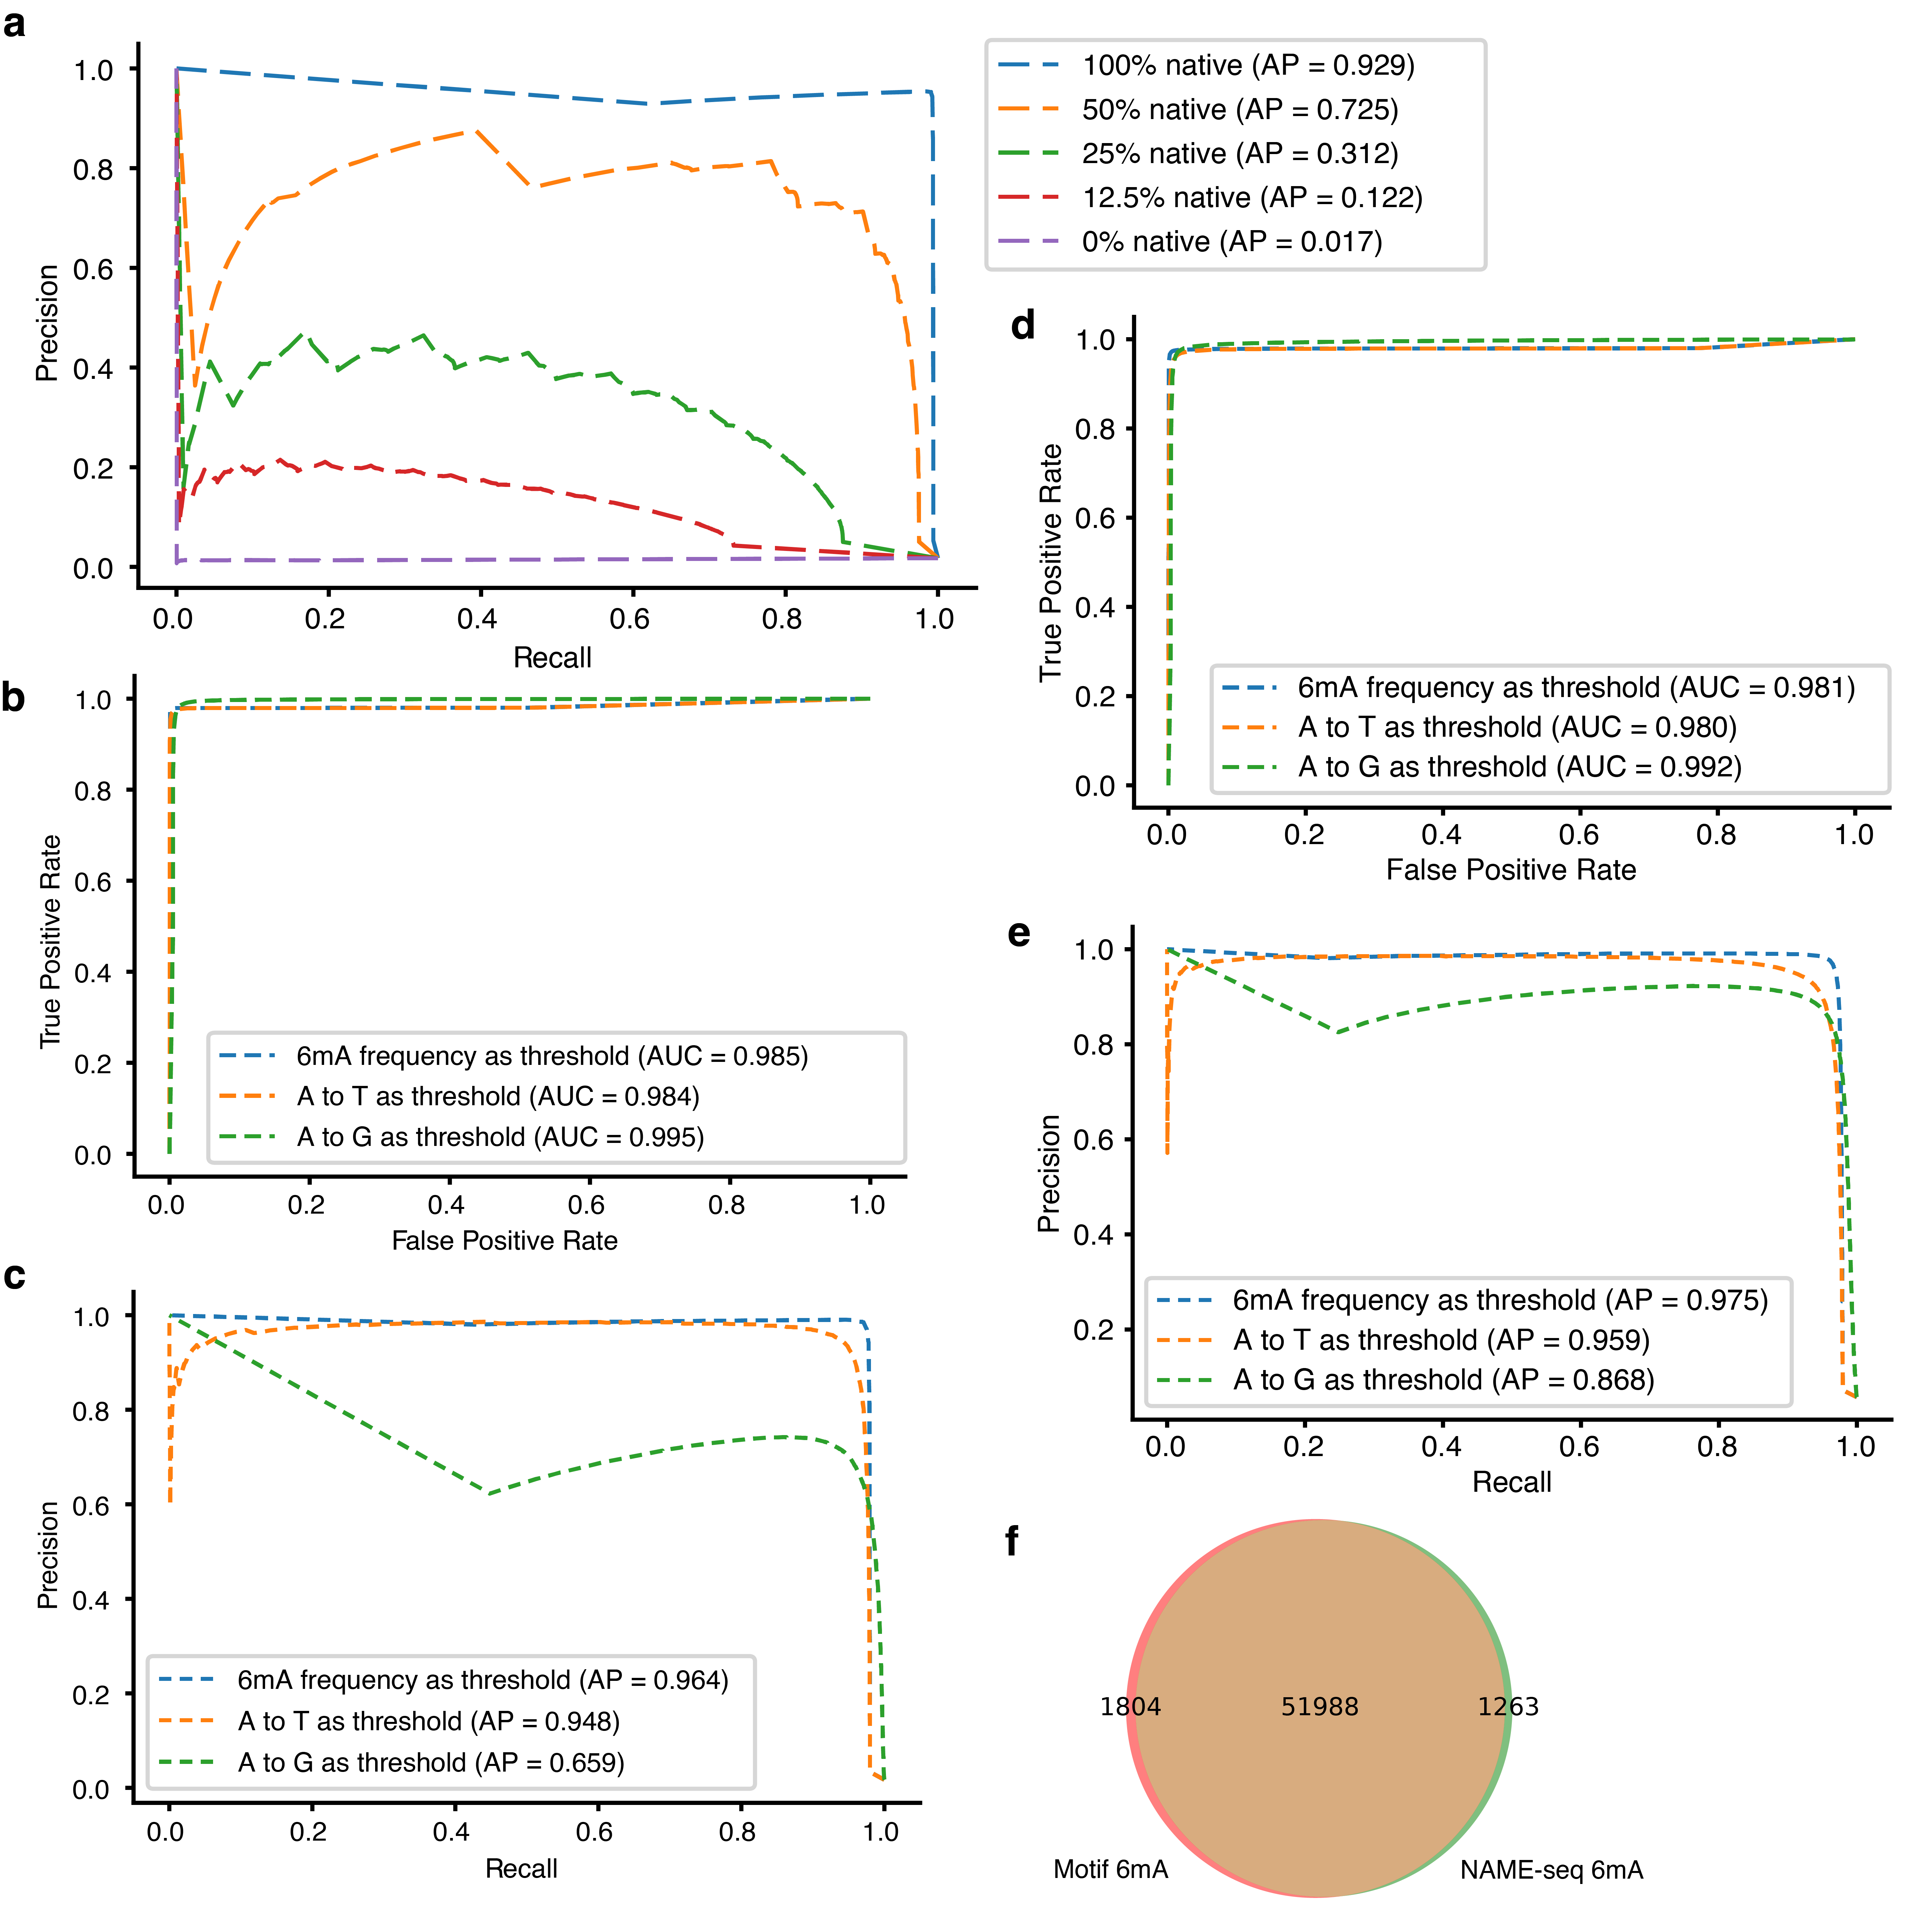 a
1.0
0.8
0.6
0.4
0.2
0.0
Precision
0.0 0.2 0.4 0.6 0.8 1.0
Recall
100% native (AP = 0.929)
50% native (AP = 0.725)
25% native (AP = 0.312)
12.5% native (AP = 0.122)
0% native (AP = 0.017)
b
1.0
0.8
0.6
0.4
0.2
0.0
True Positive Rate
6mA frequency as threshold (AUC = 0.985)
A to T as threshold (AUC = 0.984)
A to G as threshold (AUC = 0.995)
0.0 0.2 0.4 0.6 0.8 1.0
False Positive Rate
c
1.0
0.8
0.6
0.4
0.2
0.0
Precision
6mA frequency as threshold (AP = 0.964)
A to T as threshold (AP = 0.948)
A to G as threshold (AP = 0.659)
0.0 0.2 0.4 0.6 0.8 1.0
Recall
d
1.0
0.8
0.6
0.4
0.2
0.0
True Positive Rate
6mA frequency as threshold (AUC = 0.981)
A to T as threshold (AUC = 0.980)
A to G as threshold (AUC = 0.992)
0.0 0.2 0.4 0.6 0.8 1.0
False Positive Rate
e
1.0
0.8
0.6
0.4
0.2
Precision
6mA frequency as threshold (AP = 0.975)
A to T as threshold (AP = 0.959)
A to G as threshold (AP = 0.868)
0.0 0.2 0.4 0.6 0.8 1.0
Recall
f
1804 51988 1263
Motif 6mA NAME-seq 6mA